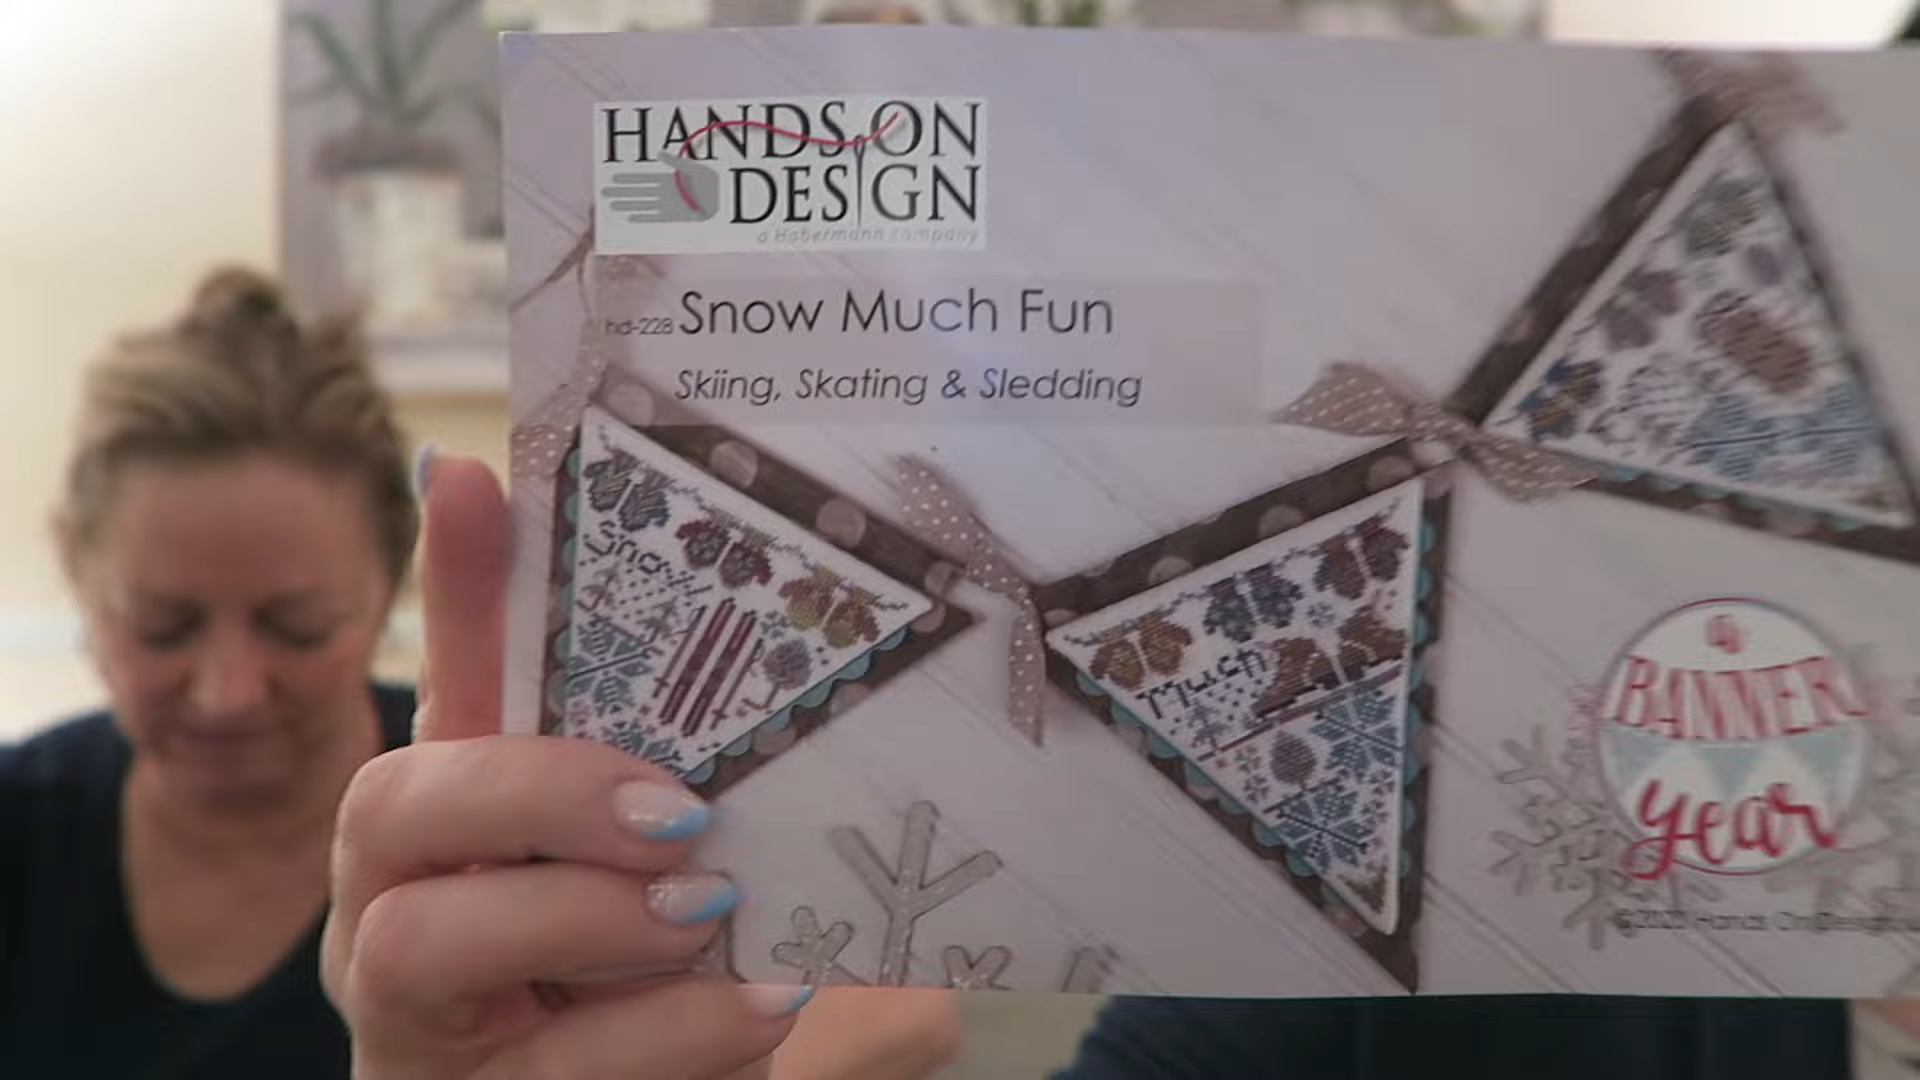 HANDS ON
DESIGN
a Habermann company
hd-228 Snow Much Fun
Skiing, Skating & Sledding
Snow
Much
A
BANNER
year
©2020 Hands On Design